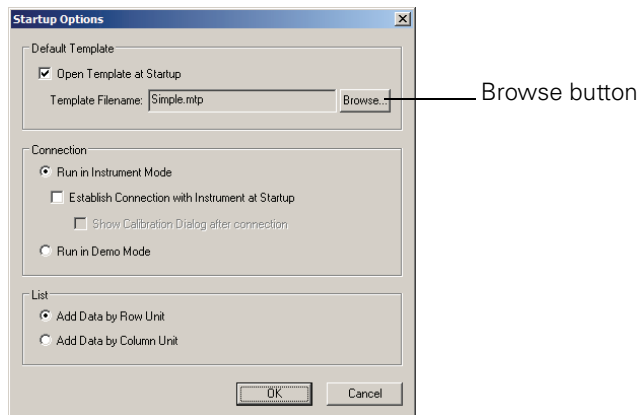 Startup Options
Default Template
Open Template at Startup
Template Filename: Simple.mtp Browse... Browse button
Connection
Run in Instrument Mode
Establish Connection with Instrument at Startup
Show Calibration Dialog after connection
Run in Demo Mode
List
Add Data by Row Unit
Add Data by Column Unit
OK Cancel